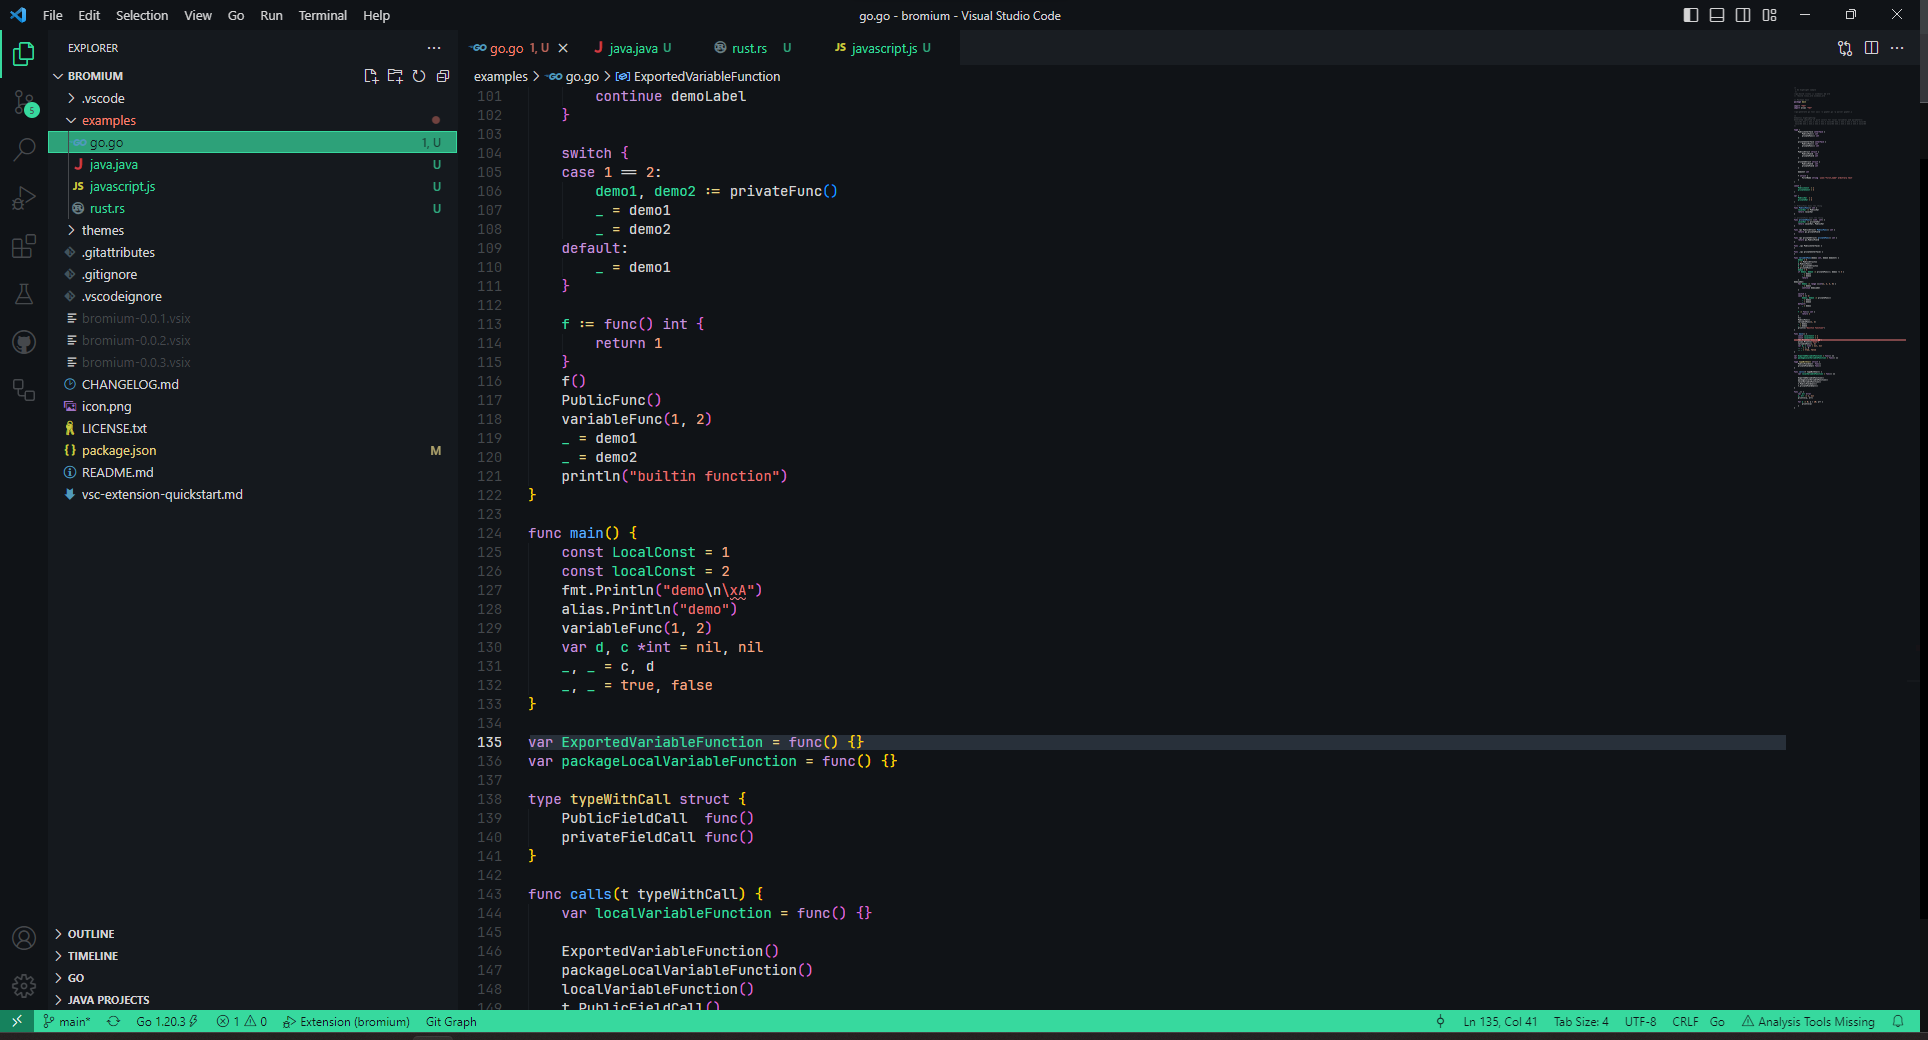 File Edit Selection View Go Run Terminal Help
go.go - bromium - Visual Studio Code
EXPLORER
BROMIUM
.vscode
examples
go.go 1, U
java.java U
javascript.js U
rust.rs U
themes
.gitattributes
.gitignore
.vscodeignore
bromium-0.0.1.vsix
bromium-0.0.2.vsix
bromium-0.0.3.vsix
CHANGELOG.md
icon.png
LICENSE.txt
package.json M
README.md
vsc-extension-quickstart.md
OUTLINE
TIMELINE
GO
JAVA PROJECTS
5
go.go 1, U
java.java U
rust.rs U
JS javascript.js U
examples > go.go > ExportedVariableFunction
101 continue demoLabel
102 }
103
104 switch {
105 case 1 == 2:
106 demo1, demo2 := privateFunc()
107 _ = demo1
108 _ = demo2
109 default:
110 _ = demo1
111 }
112
113 f := func() int {
114 return 1
115 }
116 f()
117 PublicFunc()
118 variableFunc(1, 2)
119 _ = demo1
120 _ = demo2
121 println("builtin function")
122 }
123
124 func main() {
125 const LocalConst = 1
126 const localConst = 2
127 fmt.Println("demo\n\xA")
128 alias.Println("demo")
129 variableFunc(1, 2)
130 var d, c *int = nil, nil
131 _, _ = c, d
132 _, _ = true, false
133 }
134
135 var ExportedVariableFunction = func() {}
136 var packageLocalVariableFunction = func() {}
137
138 type typeWithCall struct {
139 PublicFieldCall func()
140 privateFieldCall func()
141 }
142
143 func calls(t typeWithCall) {
144 var localVariableFunction = func() {}
145
146 ExportedVariableFunction()
147 packageLocalVariableFunction()
148 localVariableFunction()
149 t.PublicFieldCall()
main* Go 1.20.3 1 0 Extension (bromium) Git Graph
Ln 135, Col 41 Tab Size: 4 UTF-8 CRLF Go Analysis Tools Missing